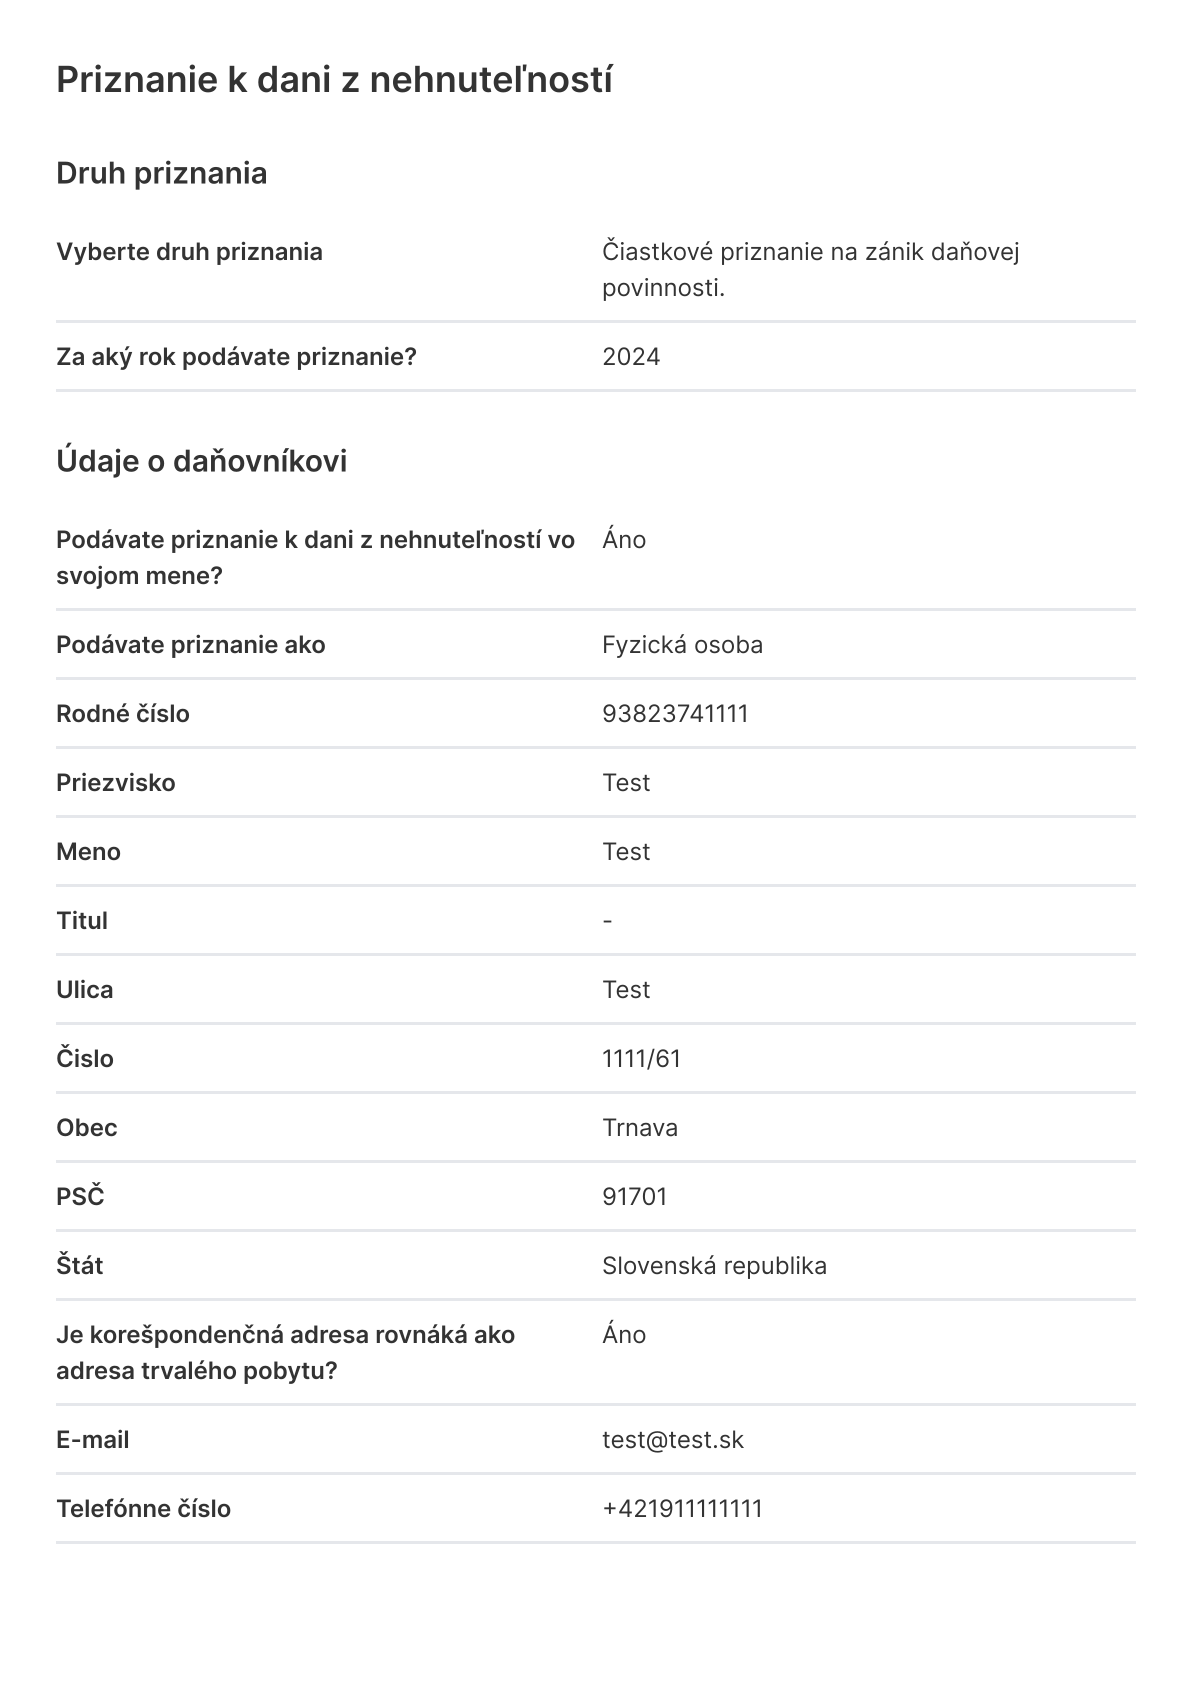 Priznanie k dani z nehnuteľností
Druh priznania
Vyberte druh priznania
Čiastkové priznanie na zánik daňovej
povinnosti.
Za aký rok podávate priznanie?
2024
Údaje o daňovníkovi
Podávate priznanie k dani z nehnuteľností vo
svojom mene?
Áno
Podávate priznanie ako
Fyzická osoba
Rodné číslo
93823741111
Priezvisko
Test
Meno
Test
Titul
-
Ulica
Test
Čislo
1111/61
Obec
Trnava
PSČ
91701
Štát
Slovenská republika
Je korešpondenčná adresa rovnáká ako
adresa trvalého pobytu?
Áno
E-mail
test@test.sk
Telefónne číslo
+421911111111